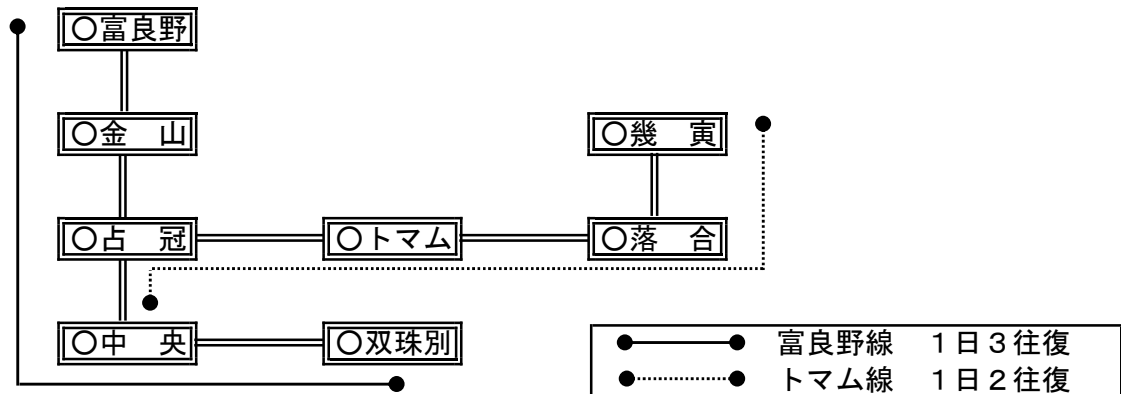 ○富良野
○金　山
○幾　寅
○占　冠
○トマム
○落　合
○中　央
○双珠別
富良野線　１日３往復
トマム線　１日２往復